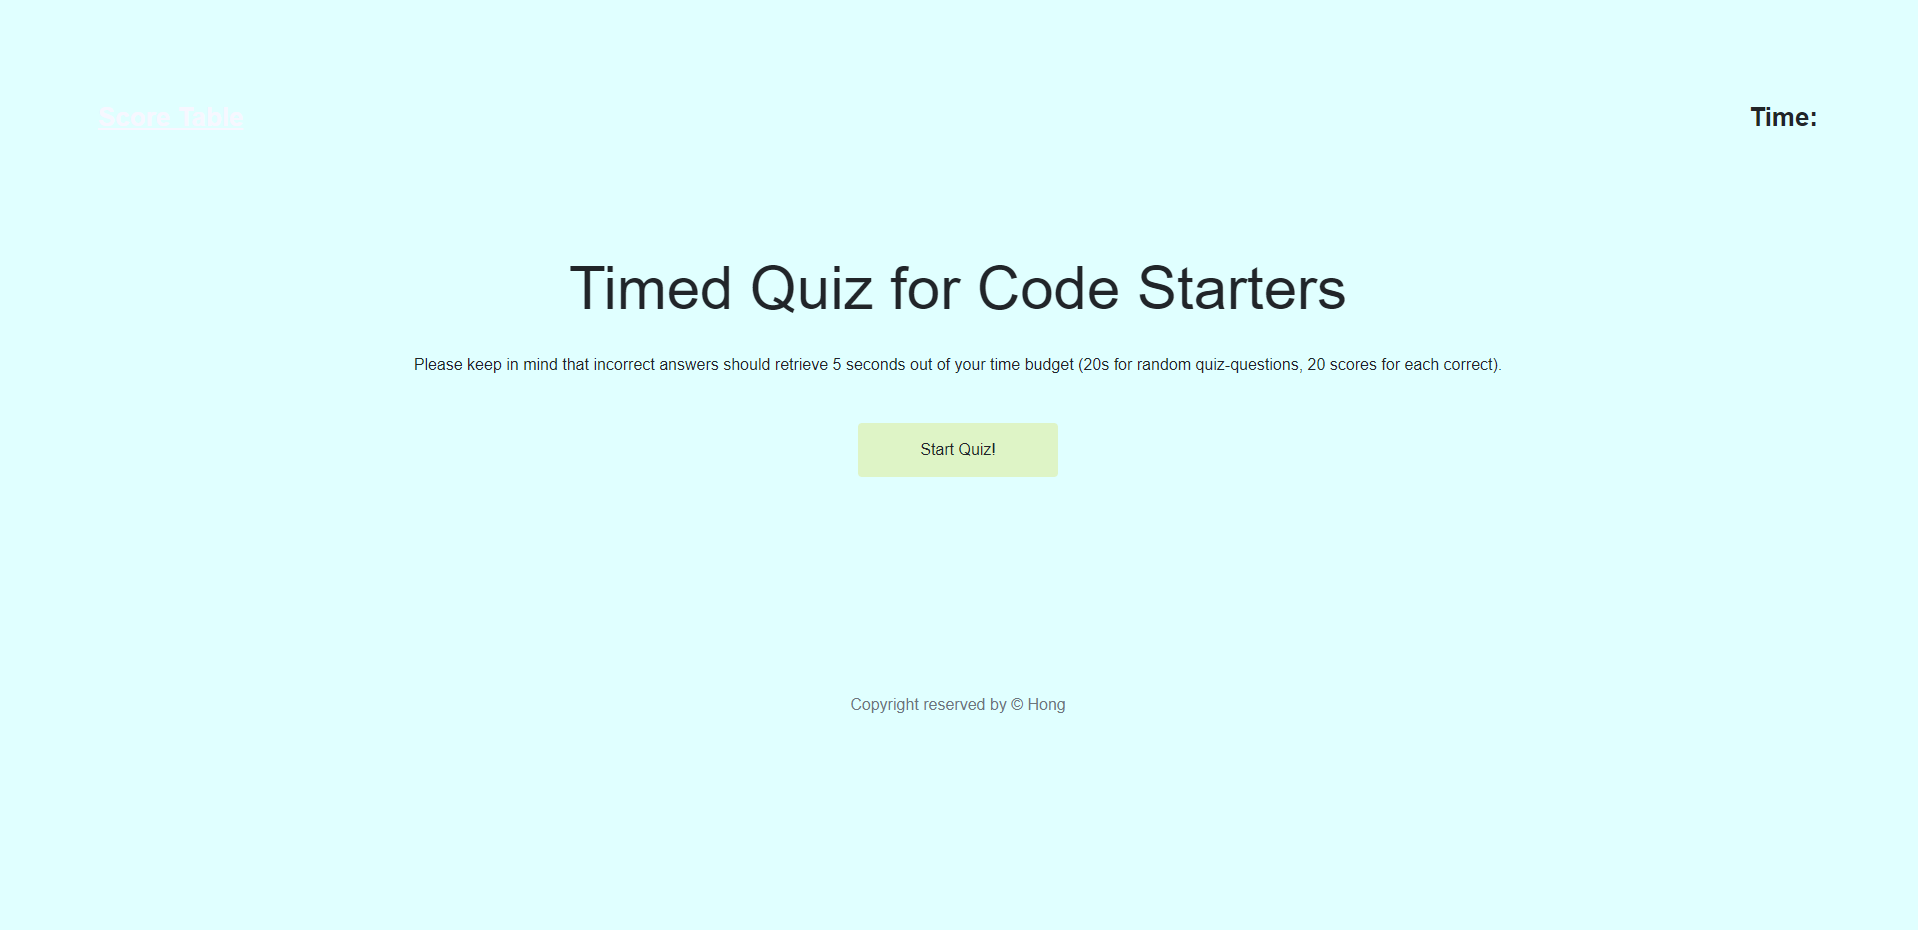 Score Table
Time:
Timed Quiz for Code Starters
Please keep in mind that incorrect answers should retrieve 5 seconds out of your time budget (20s for random quiz-questions, 20 scores for each correct).
Start Quiz!
Copyright reserved by © Hong